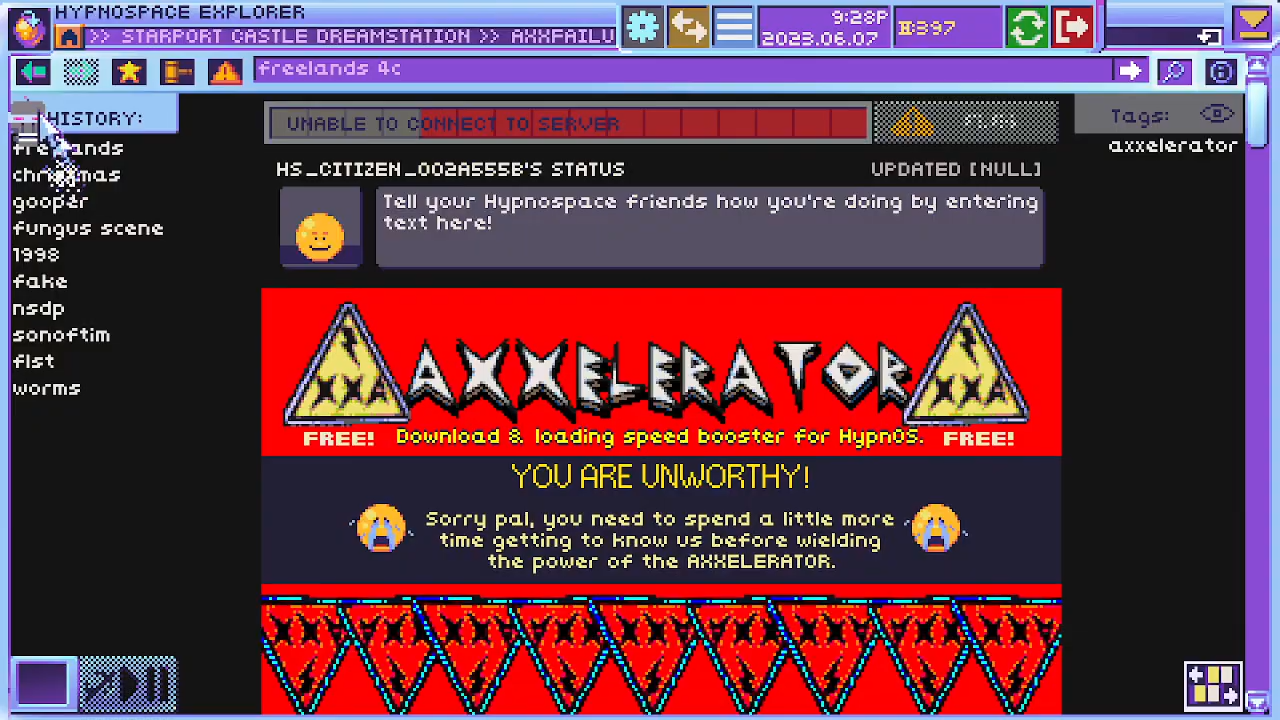 HYPNOSPACE EXPLORER
>> STARPORT CASTLE DREAMSTATION >> AXXFAILU
9:28P
2023.06.07
397
freelands 4c
HISTORY:
freelands
christmas
gooper
fungus scene
1998
fake
nsdp
sonoftim
flst
worms
UNABLE TO CONNECT TO SERVER
Tags:
axxelerator
HS_CITIZEN_002A555B'S STATUS
UPDATED [NULL]
Tell your Hypnospace friends how you're doing by entering
text here!
AXXELERATOR
XXA
XXA
FREE!
Download & loading speed booster for HypnOS.
FREE!
YOU ARE UNWORTHY!
Sorry pal, you need to spend a little more
time getting to know us before wielding
the power of the AXXELERATOR.